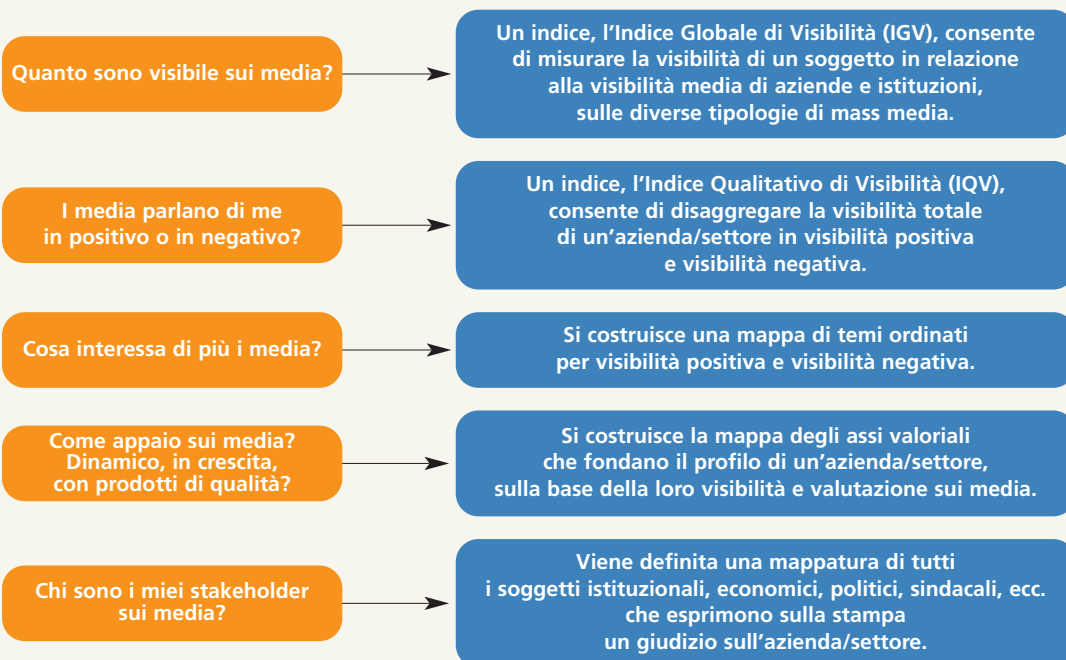 Quanto sono visibile sui media?
Un indice, l'Indice Globale di Visibilità (IGV), consente
di misurare la visibilità di un soggetto in relazione
alla visibilità media di aziende e istituzioni,
sulle diverse tipologie di mass media.
I media parlano di me
in positivo o in negativo?
Un indice, l'Indice Qualitativo di Visibilità (IQV),
consente di disaggregare la visibilità totale
di un'azienda/settore in visibilità positiva
e visibilità negativa.
Cosa interessa di più i media?
Si costruisce una mappa di temi ordinati
per visibilità positiva e visibilità negativa.
Come appaio sui media?
Dinamico, in crescita,
con prodotti di qualità?
Si costruisce la mappa degli assi valoriali
che fondano il profilo di un'azienda/settore,
sulla base della loro visibilità e valutazione sui media.
Chi sono i miei stakeholder
sui media?
Viene definita una mappatura di tutti
i soggetti istituzionali, economici, politici, sindacali, ecc.
che esprimono sulla stampa
un giudizio sull'azienda/settore.